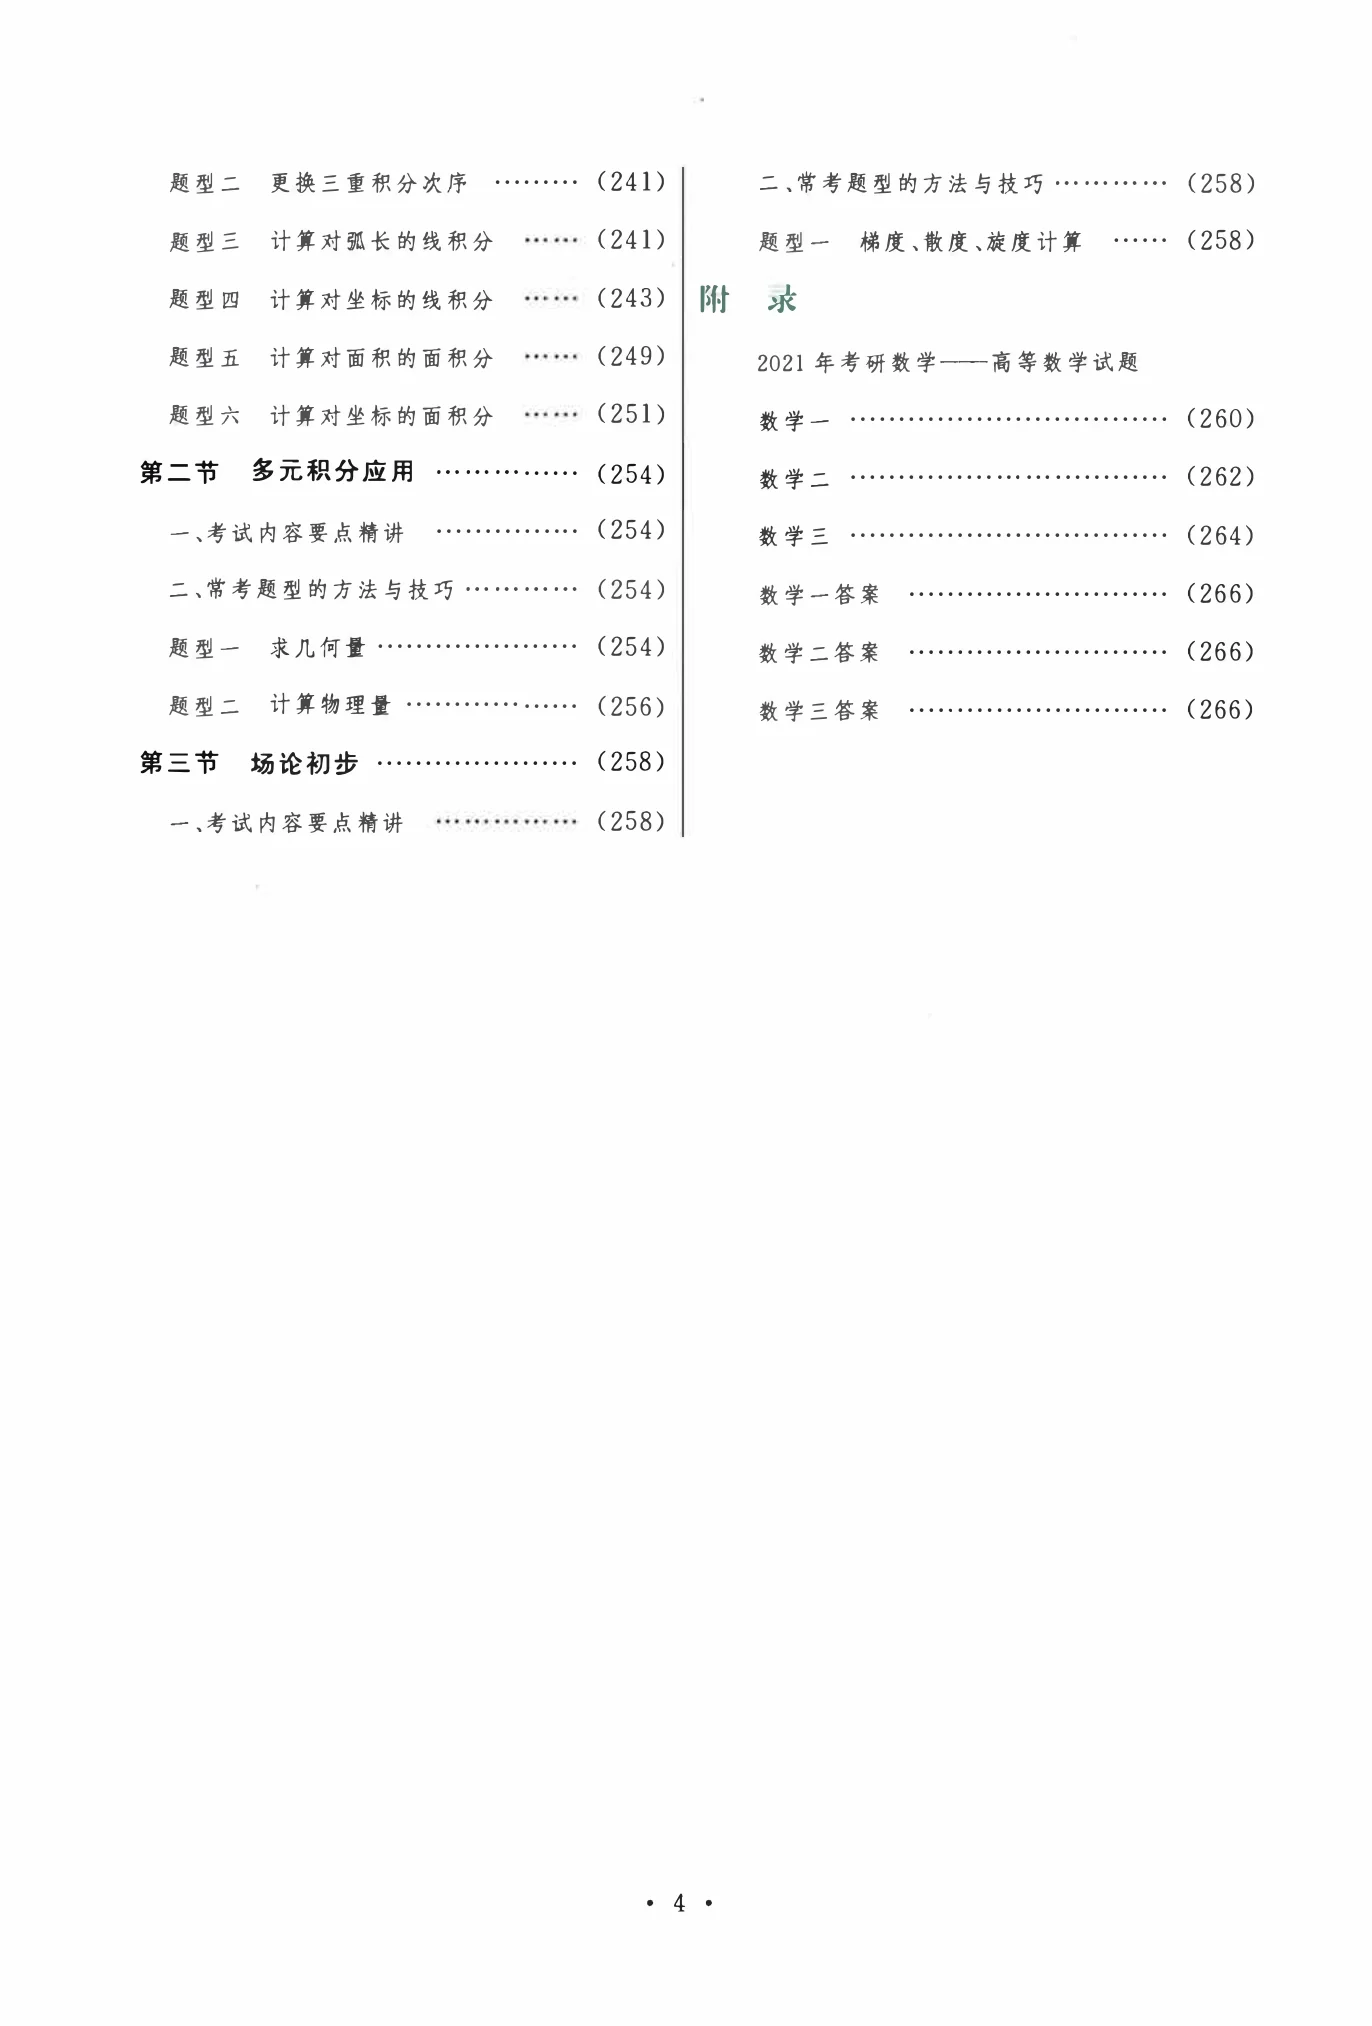 题型二 更换三重积分次序 ……… (241)
题型三 计算对弧长的线积分 …… (241)
题型四 计算对坐标的线积分 …… (243)
题型五 计算对面积的面积分 …… (249)
题型六 计算对坐标的面积分 …… (251)
第二节 多元积分应用 …………… (254)
一、考试内容要点精讲 …………… (254)
二、常考题型的方法与技巧 ………… (254)
题型一 求几何量 ………………… (254)
题型二 计算物理量 ……………… (256)
第三节 场论初步 ………………… (258)
一、考试内容要点精讲 …………… (258)
二、常考题型的方法与技巧 ………… (258)
题型一 梯度、散度、旋度计算 …… (258)
附 录
2021年考研数学——高等数学试题
数学一 …………………………… (260)
数学二 …………………………… (262)
数学三 …………………………… (264)
数学一答案 ……………………… (266)
数学二答案 ……………………… (266)
数学三答案 ……………………… (266)
· 4 ·